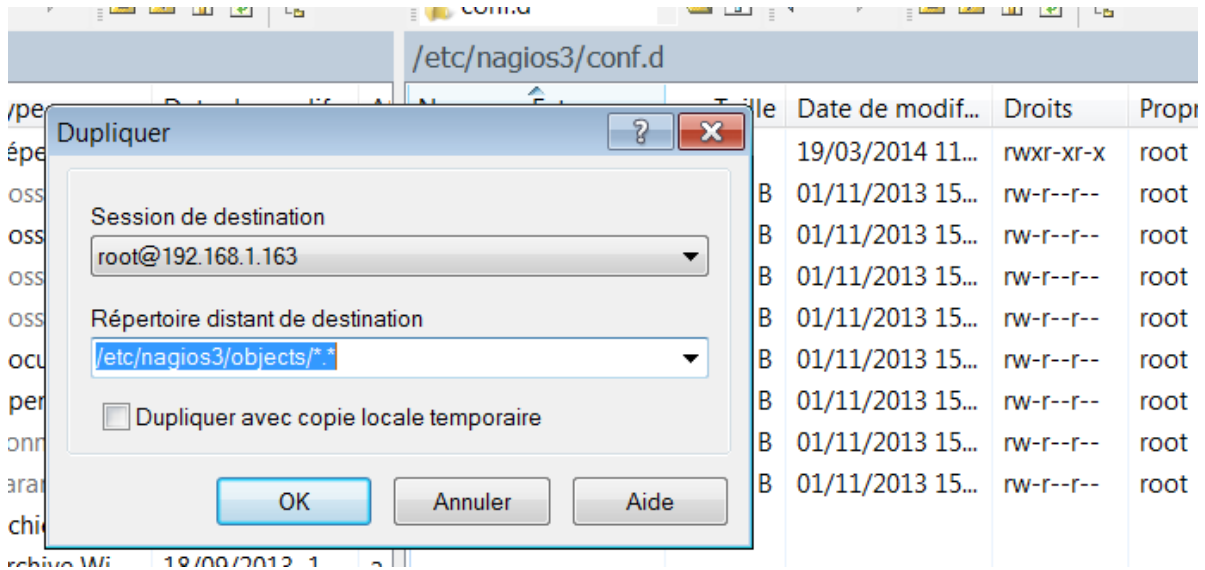 conf.d
/etc/nagios3/conf.d
Taille Date de modif... Droits Propr
Dupliquer
19/03/2014 11... rwxr-xr-x root
B 01/11/2013 15... rw-r--r-- root
Session de destination
B 01/11/2013 15... rw-r--r-- root
root@192.168.1.163
B 01/11/2013 15... rw-r--r-- root
Répertoire distant de destination
B 01/11/2013 15... rw-r--r-- root
/etc/nagios3/objects/*.*
B 01/11/2013 15... rw-r--r-- root
Dupliquer avec copie locale temporaire
B 01/11/2013 15... rw-r--r-- root
B 01/11/2013 15... rw-r--r-- root
OK Annuler Aide
B 01/11/2013 15... rw-r--r-- root
18/09/2013 1